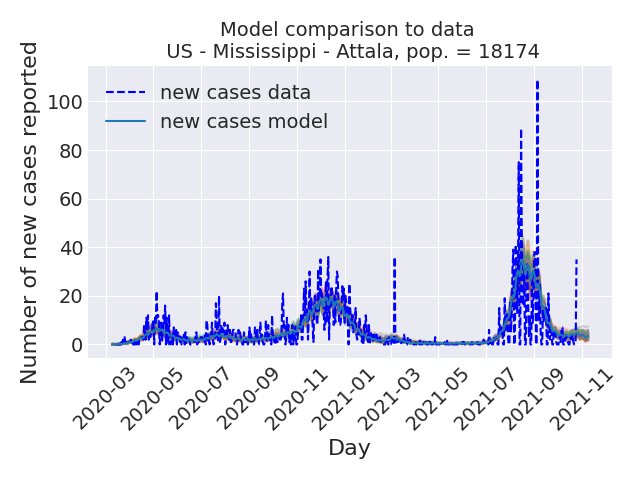 Model comparison to data
US - Mississippi - Attala, pop. = 18174
new cases data
new cases model
Number of new cases reported
100
80
60
40
20
0
2020-03
2020-05
2020-07
2020-09
2020-11
2021-01
2021-03
2021-05
2021-07
2021-09
2021-11
Day